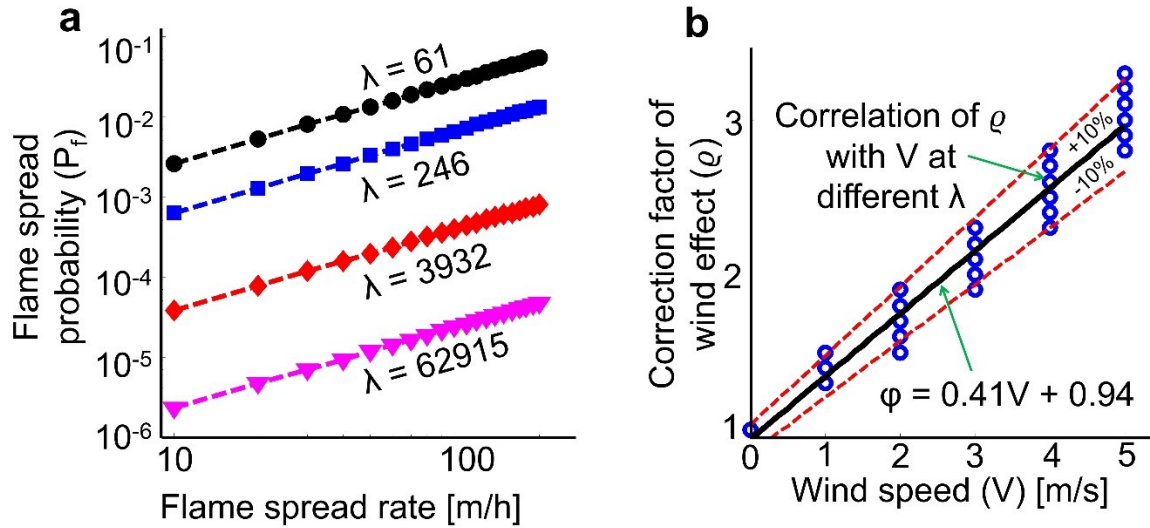 a
Flame spread
probability (P_f)
10^-1
10^-2
10^-3
10^-4
10^-5
10^-6
λ = 61
λ = 246
λ = 3932
λ = 62915
10
100
Flame spread rate [m/h]
b
Correction factor of
wind effect (ϱ)
3
2
1
Correlation of ϱ
with V at
different λ
+10%
-10%
φ = 0.41V + 0.94
0 1 2 3 4 5
Wind speed (V) [m/s]